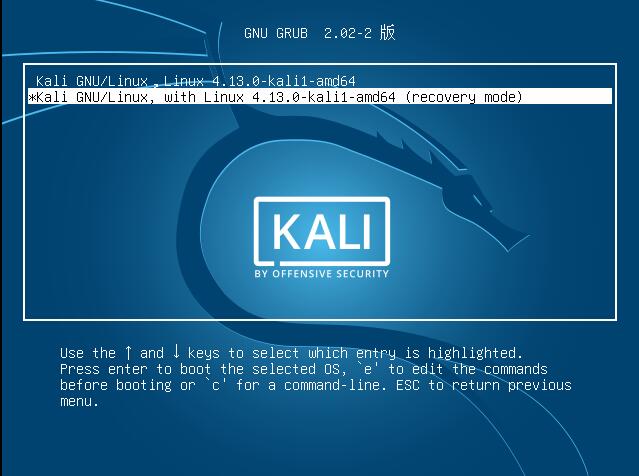 GNU GRUB 2.02-2 版
Kali GNU/Linux, Linux 4.13.0-kali1-amd64
*Kali GNU/Linux, with Linux 4.13.0-kali1-amd64 (recovery mode)
KALI
BY OFFENSIVE SECURITY
Use the ↑ and ↓ keys to select which entry is highlighted.
Press enter to boot the selected OS, `e' to edit the commands
before booting or `c' for a command-line. ESC to return previous
menu.